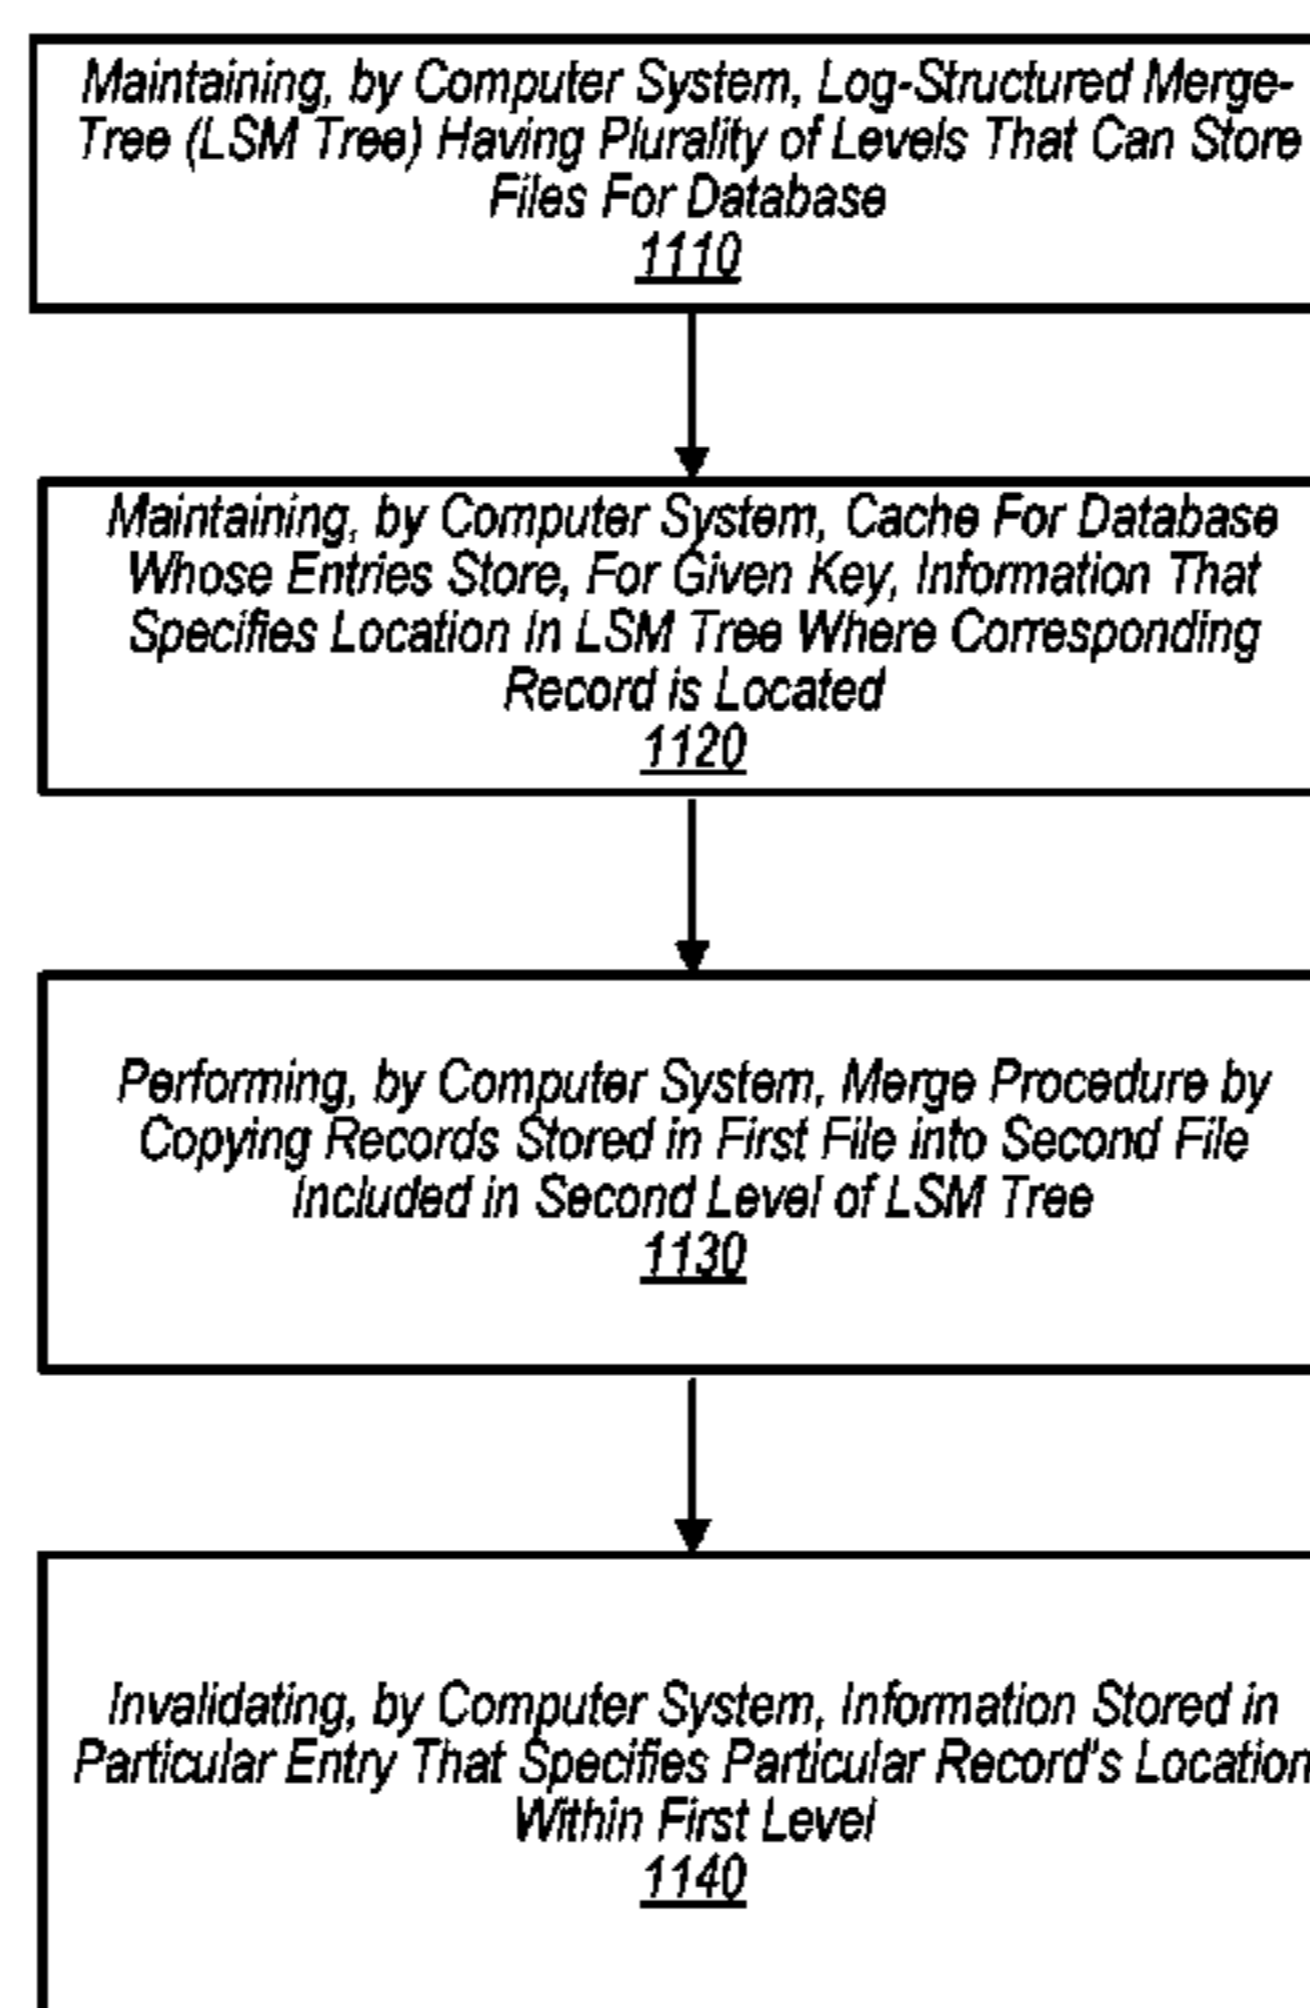 Maintaining, by Computer System, Log-Structured Merge-
Tree (LSM Tree) Having Plurality of Levels That Can Store
Files For Database
1110
Maintaining, by Computer System, Cache For Database
Whose Entries Store, For Given Key, Information That
Specifies Location In LSM Tree Where Corresponding
Record is Located
1120
Performing, by Computer System, Merge Procedure by
Copying Records Stored in First File into Second File
Included in Second Level of LSM Tree
1130
Invalidating, by Computer System, Information Stored in
Particular Entry That Specifies Particular Record's Location
Within First Level
1140